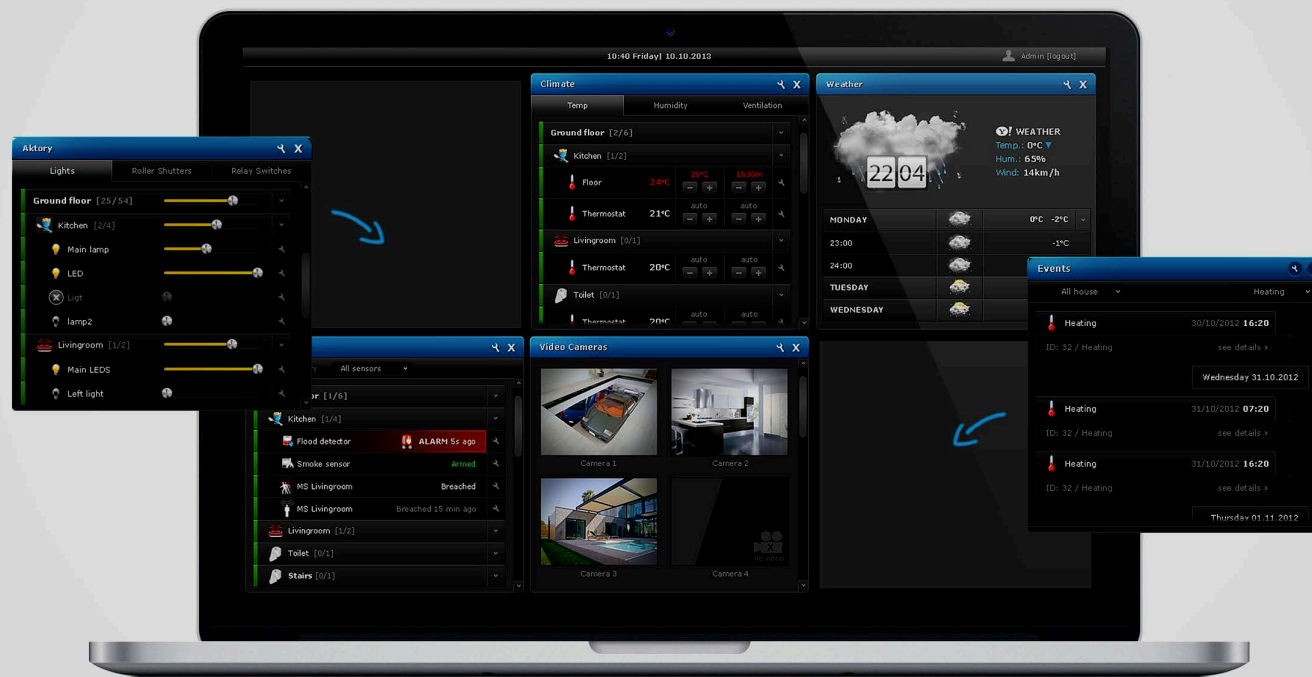 10:40 Friday| 10.10.2013
Admin [logout]
Aktory
Lights Roller Shutters Relay Switches
Ground floor [25/54]
Kitchen [2/4]
Main lamp
LED
Ligt
lamp2
Livingroom [1/2]
Main LEDS
Left light
Climate
Temp Humidity Ventilation
Ground floor [2/6]
Kitchen [1/2]
Floor 24°C 26°C 1h30m
Thermostat 21°C auto auto
Livingroom [0/1]
Thermostat 20°C auto auto
Toilet [0/1]
Thermostat 20°C auto auto
Weather
Y! WEATHER
Temp.: 0°C
Hum.: 65%
Wind: 14km/h
22 04
MONDAY 0°C -2°C
23:00 -1°C
24:00
TUESDAY
WEDNESDAY
All sensors
[1/6]
Kitchen [1/4]
Flood detector ALARM 5s ago
Smoke sensor Armed
MS Livingroom Breached
MS Livingroom Breached 15 min ago
Livingroom [1/2]
Toilet [0/1]
Stairs [0/1]
Video Cameras
Camera 1 Camera 2
NO VIDEO
Camera 3 Camera 4
Events
All house Heating
Heating 30/10/2012 16:20
ID: 32 / Heating see details ›
Wednesday 31.10.2012
Heating 31/10/2012 07:20
ID: 32 / Heating see details ›
Heating 31/10/2012 16:20
ID: 32 / Heating see details ›
Thursday 01.11.2012